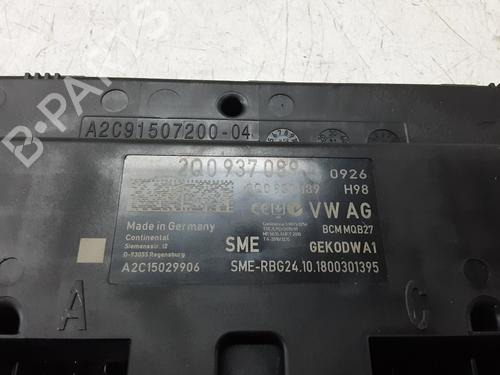 B-PARTS
A2C91507200-04
2Q0 937 089
0926
H98
VW AG
BCM MQB27
Made in Germany
Continental
Siemensstr. 12
D-93055 Regensburg
SME
GEKODWA1
A2C15029906
SME-RBG24.10.1800301395
A
C